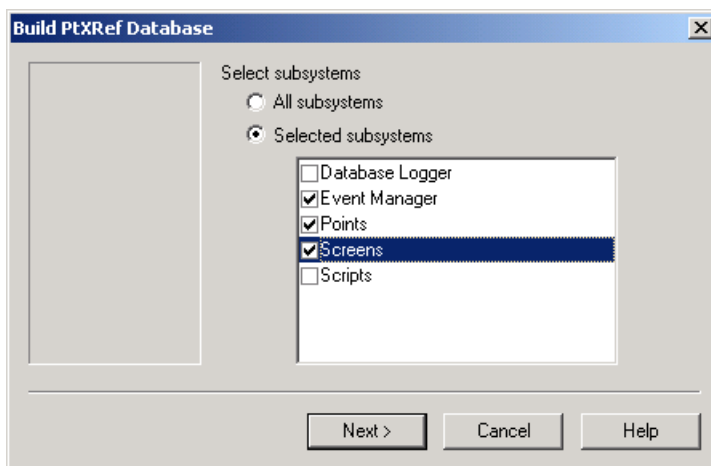 Build PtXRef Database
Select subsystems
All subsystems
Selected subsystems
Database Logger
Event Manager
Points
Screens
Scripts
Next >
Cancel
Help